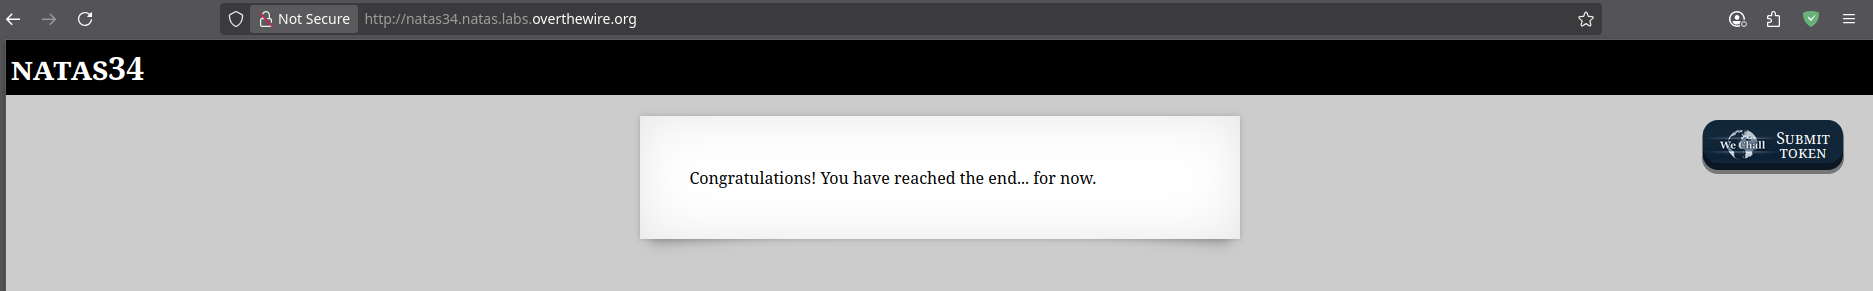 Not Secure http://natas34.natas.labs.overthewire.org
NATAS34
We Chall SUBMIT TOKEN
Congratulations! You have reached the end... for now.